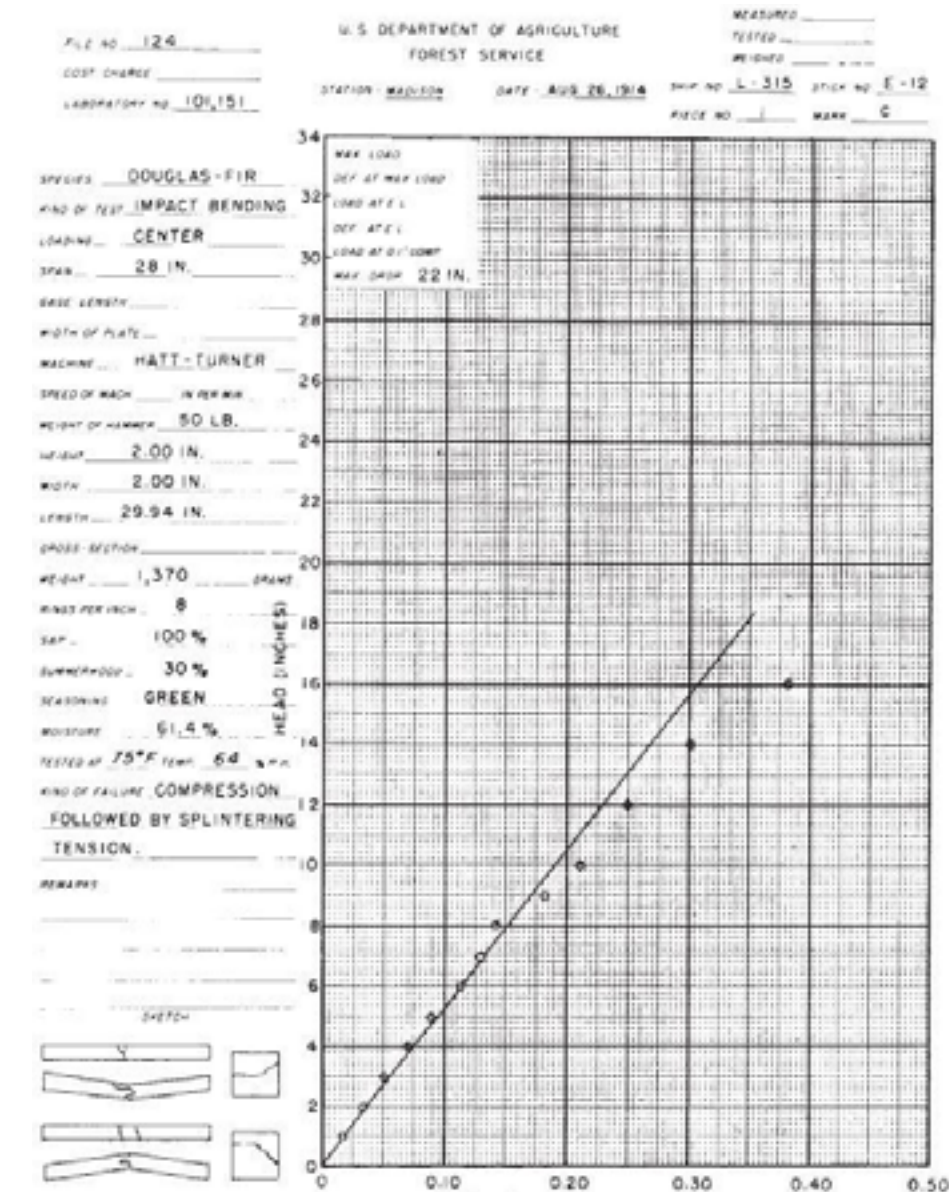 FILE NO 124
COST CHARGE
LABORATORY NO 101,151
U. S. DEPARTMENT OF AGRICULTURE
FOREST SERVICE
STATION - MADISON DATE - AUG 26, 1914
MEASURED
TESTED
WEIGHED
SHIP NO L-315 STICK NO E-12
PIECE NO 1 MARK C
SPECIES DOUGLAS-FIR
KIND OF TEST IMPACT BENDING
LOADING CENTER
SPAN 28 IN.
GAGE LENGTH
WIDTH OF PLATE
MACHINE HATT-TURNER
SPEED OF MACH IN PER MIN
WEIGHT OF HAMMER 50 LB.
HEIGHT 2.00 IN.
WIDTH 2.00 IN.
LENGTH 29.94 IN.
CROSS-SECTION
WEIGHT 1,370 GRAMS
RINGS PER INCH 8
SAP 100 %
SUMMERWOOD 30 %
SEASONING GREEN
MOISTURE 61.4 %
TESTED AT 75°F TEMP. 64 %
KIND OF FAILURE COMPRESSION
FOLLOWED BY SPLINTERING
TENSION.
REMARKS
SKETCH
MAX LOAD
DEF AT MAX LOAD
LOAD AT E L
DEF. AT E L
LOAD AT 0.1" COMP
MAX DROP 22 IN.
HEAD (INCHES)
34
32
30
28
26
24
22
20
18
16
14
12
10
8
6
4
2
0
0 0.10 0.20 0.30 0.40 0.50